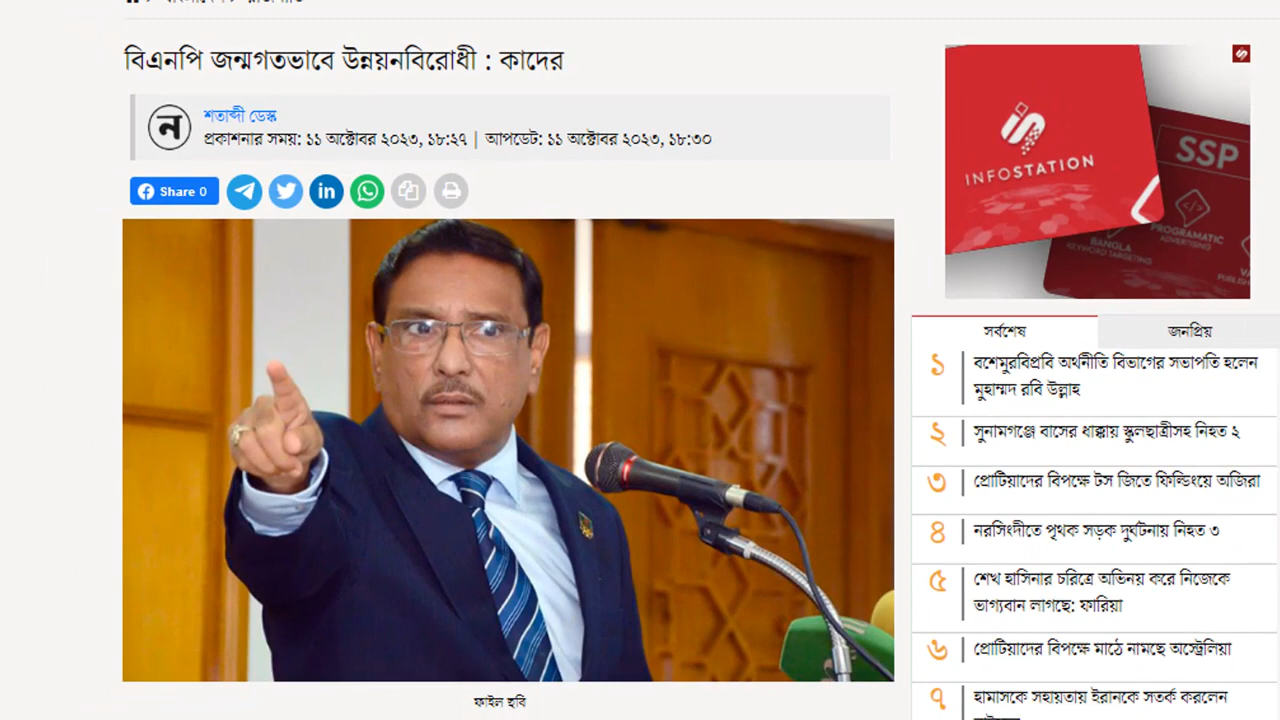 বিএনপি জন্মগতভাবে উন্নয়নবিরোধী : কাদের
শতাব্দী ডেস্ক
প্রকাশনার সময়: ১১ অক্টোবর ২০২৩, ১৮:২৭ | আপডেট: ১১ অক্টোবর ২০২৩, ১৮:৩০
Share 0
ফাইল ছবি
INFOSTATION
SSP
BANGLA
KEYWORD TARGETING
PROGRAMATIC
ADVERTISING
সর্বশেষ
জনপ্রিয়
১ বশেমুরবিপ্রবি অর্থনীতি বিভাগের সভাপতি হলেন
মুহাম্মদ রবি উল্লাহ
২ সুনামগঞ্জে বাসের ধাক্কায় স্কুলছাত্রীসহ নিহত ২
৩ প্রোটিয়াদের বিপক্ষে টস জিতে ফিল্ডিংয়ে অজিরা
৪ নরসিংদীতে পৃথক সড়ক দুর্ঘটনায় নিহত ৩
৫ শেখ হাসিনার চরিত্রে অভিনয় করে নিজেকে
ভাগ্যবান লাগছে: ফারিয়া
৬ প্রোটিয়াদের বিপক্ষে মাঠে নামছে অস্ট্রেলিয়া
৭ হামাসকে সহায়তায় ইরানকে সতর্ক করলেন